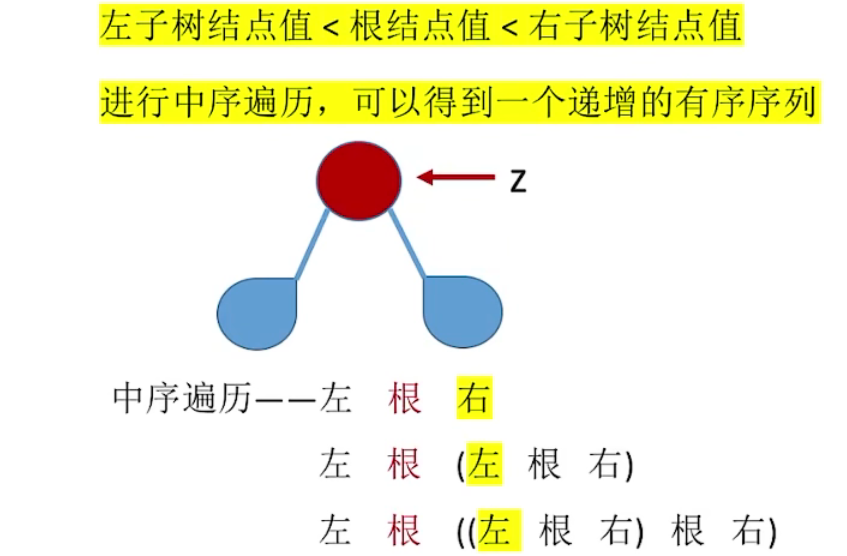 左子树结点值 < 根结点值 < 右子树结点值
进行中序遍历，可以得到一个递增的有序序列
Z
中序遍历——左 根 右
左 根 (左 根 右)
左 根 ((左 根 右) 根 右)